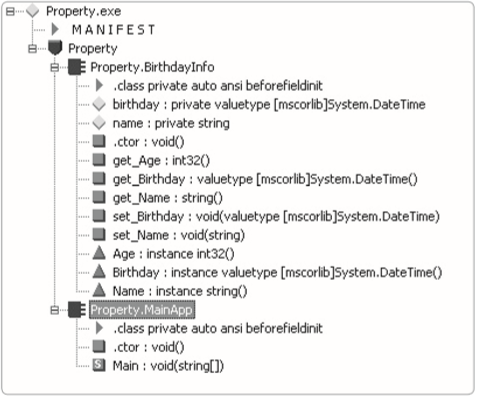 Property.exe
MANIFEST
Property
Property.BirthdayInfo
.class private auto ansi beforefieldinit
birthday : private valuetype [mscorlib]System.DateTime
name : private string
.ctor : void()
get_Age : int32()
get_Birthday : valuetype [mscorlib]System.DateTime()
get_Name : string()
set_Birthday : void(valuetype [mscorlib]System.DateTime)
set_Name : void(string)
Age : instance int32()
Birthday : instance valuetype [mscorlib]System.DateTime()
Name : instance string()
Property.MainApp
.class private auto ansi beforefieldinit
.ctor : void()
S Main : void(string[])